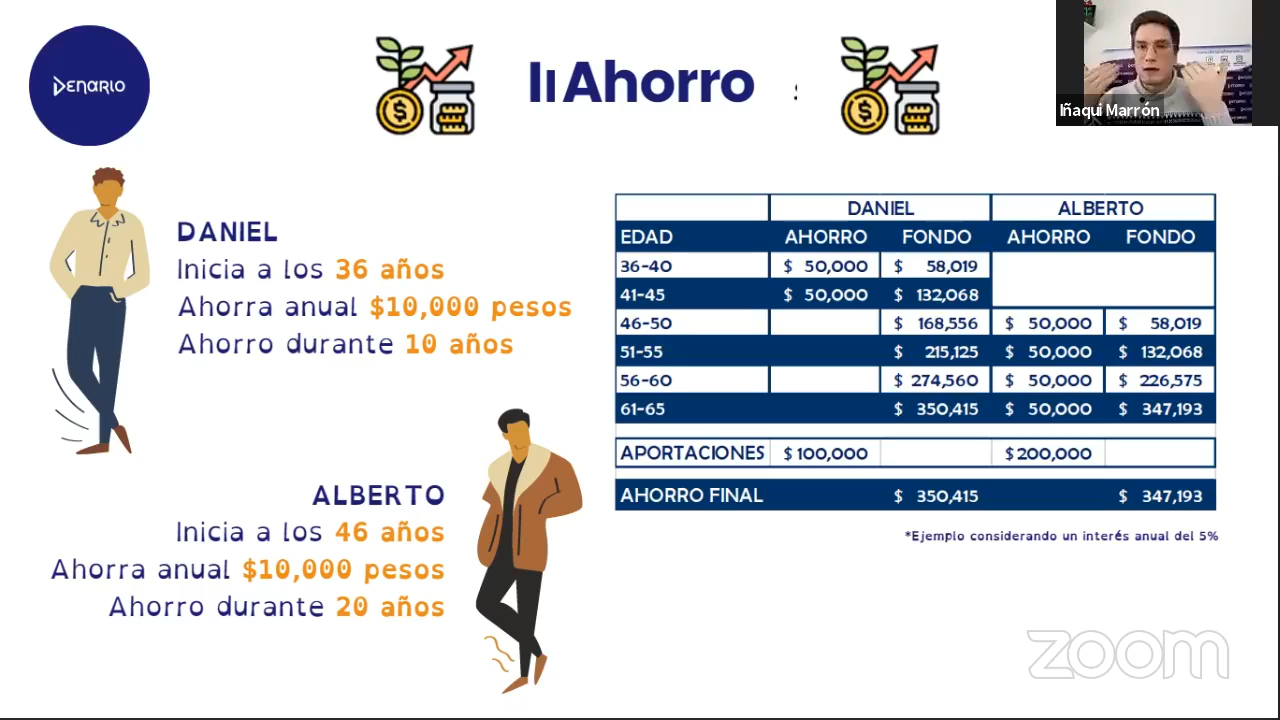 DENARIO
Ahorro
Iñaqui Marrón
DANIEL
Inicia a los 36 años
Ahorra anual $10,000 pesos
Ahorro durante 10 años
ALBERTO
Inicia a los 46 años
Ahorra anual $10,000 pesos
Ahorro durante 20 años
DANIEL ALBERTO
EDAD AHORRO FONDO AHORRO FONDO
36-40 $ 50,000 $ 58,019
41-45 $ 50,000 $ 132,068
46-50 $ 168,556 $ 50,000 $ 58,019
51-55 $ 215,125 $ 50,000 $ 132,068
56-60 $ 274,560 $ 50,000 $ 226,575
61-65 $ 350,415 $ 50,000 $ 347,193
APORTACIONES $ 100,000 $ 200,000
AHORRO FINAL $ 350,415 $ 347,193
*Ejemplo considerando un interés anual del 5%
zoom